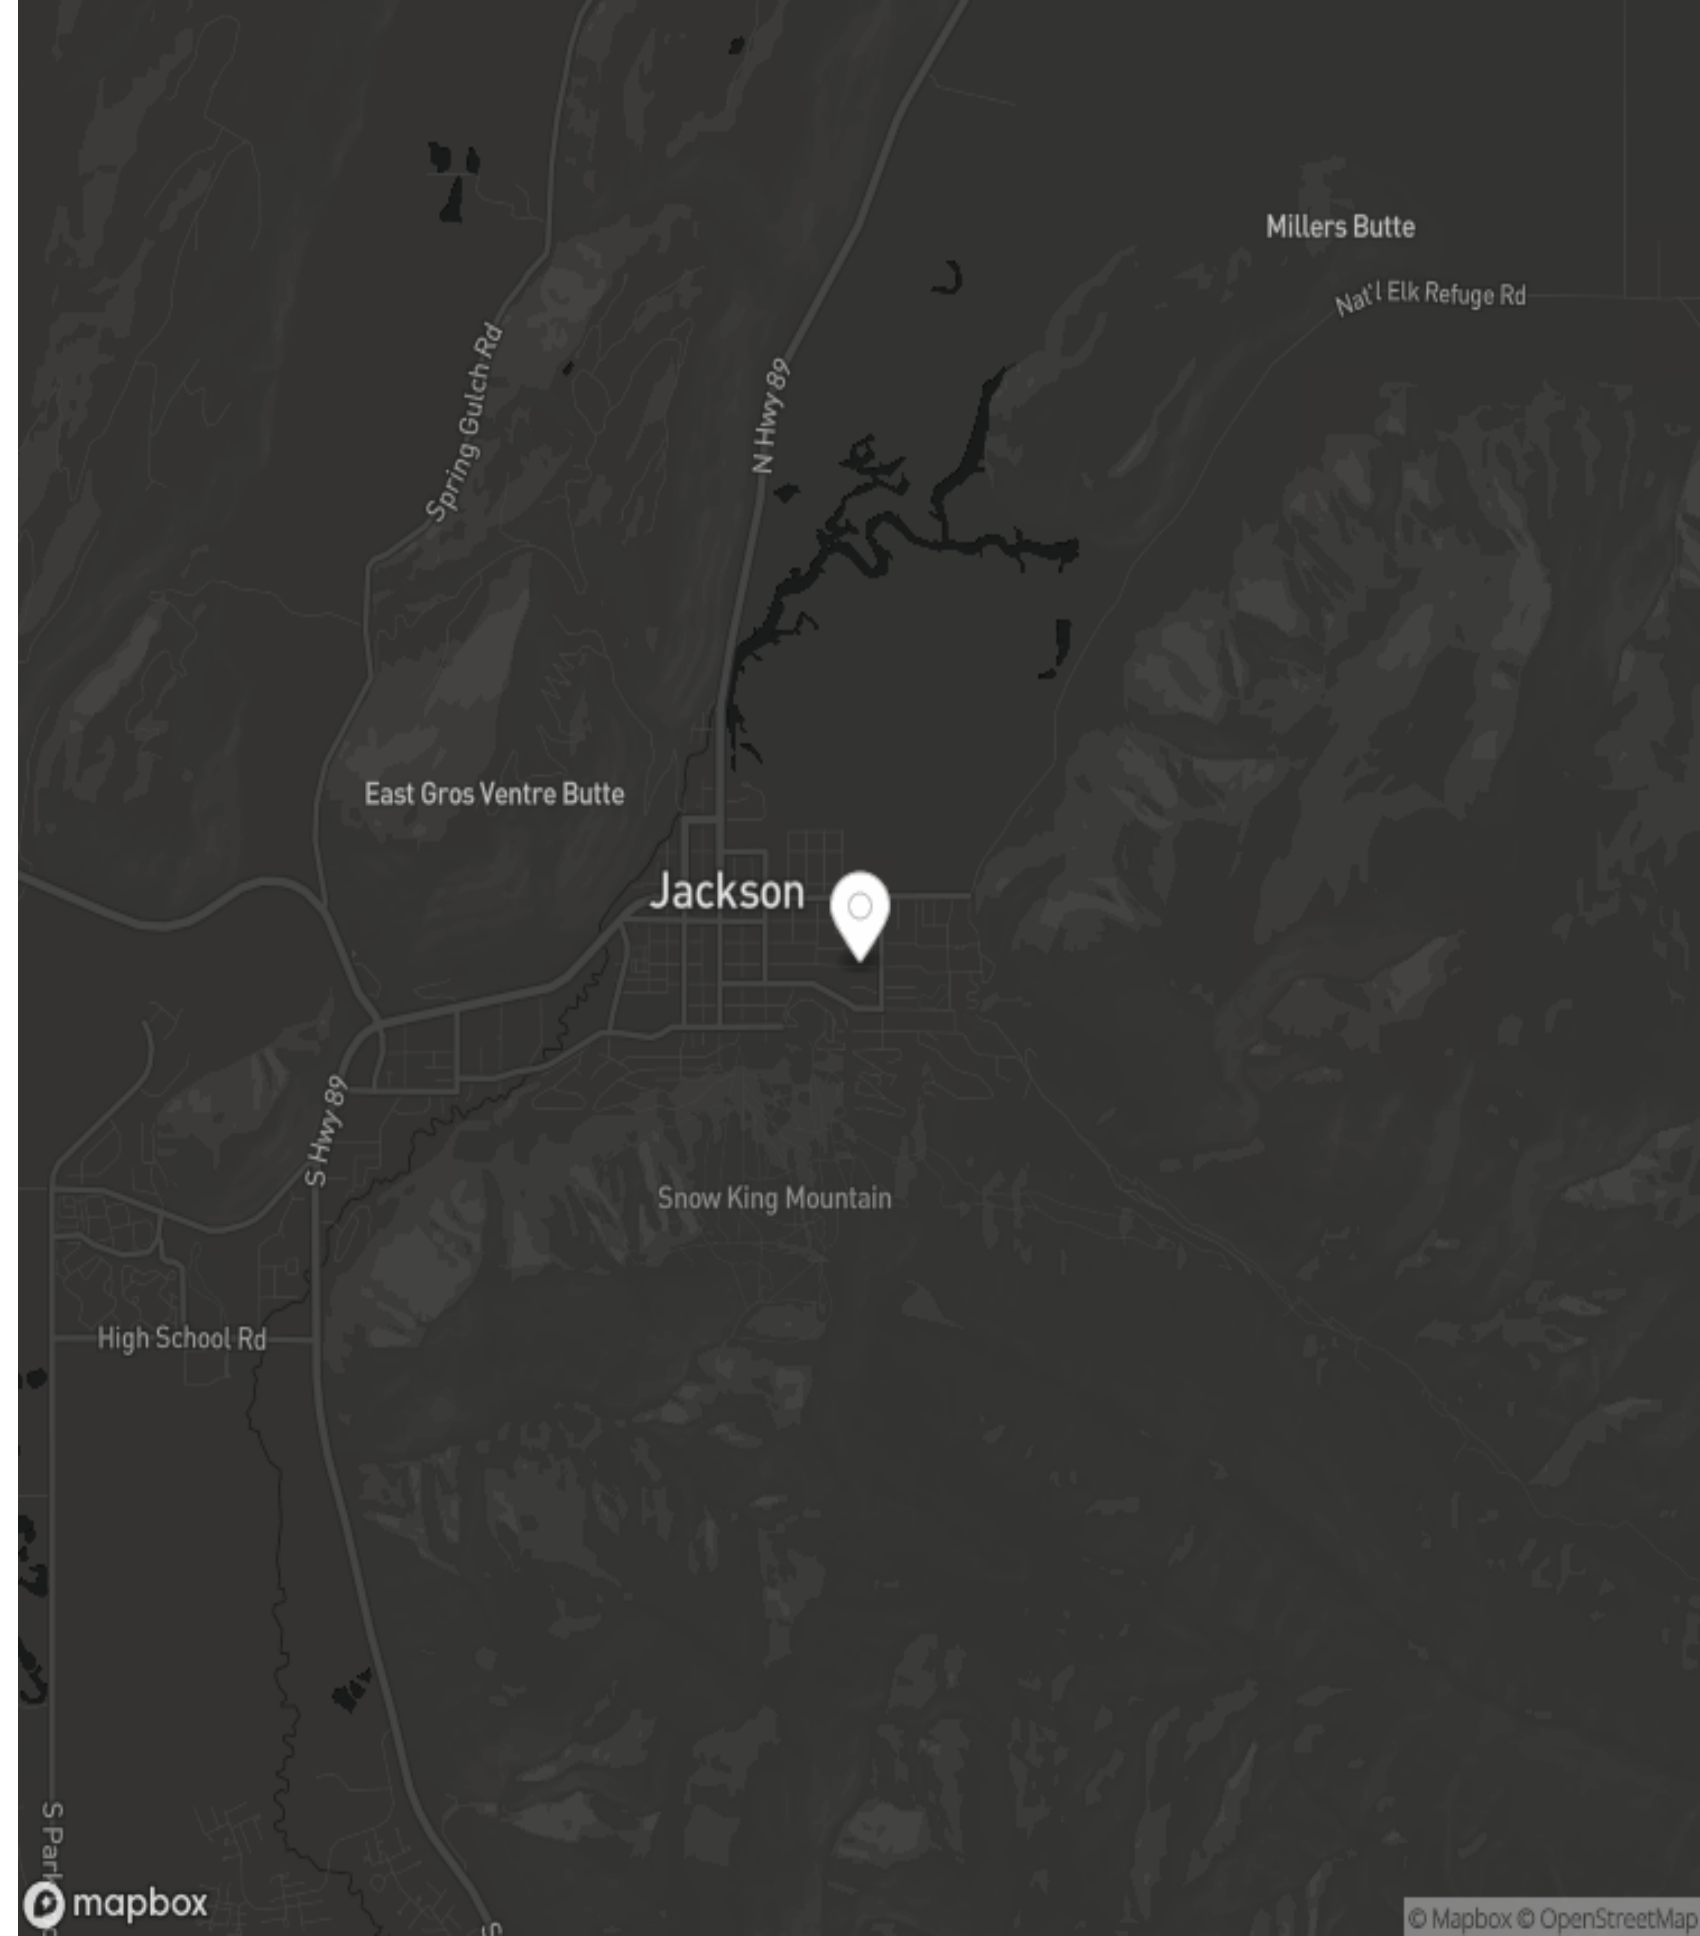 Millers Butte
Nat'l Elk Refuge Rd
Spring Gulch Rd
N Hwy 89
East Gros Ventre Butte
Jackson
S Hwy 89
Snow King Mountain
High School Rd
S Park
mapbox
S
© Mapbox © OpenStreetMap